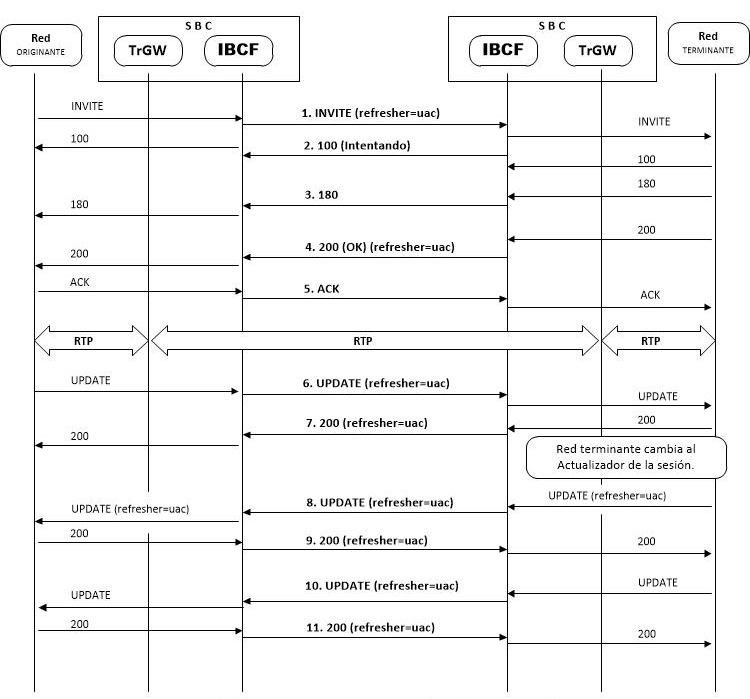 S B C
S B C
Red
ORIGINANTE
TrGW
IBCF
IBCF
TrGW
Red
TERMINANTE
INVITE
1. INVITE (refresher=uac)
INVITE
100
2. 100 (Intentando)
100
180
3. 180
180
200
4. 200 (OK) (refresher=uac)
200
ACK
5. ACK
ACK
RTP
RTP
RTP
UPDATE
6. UPDATE (refresher=uac)
UPDATE
200
7. 200 (refresher=uac)
200
Red terminante cambia al
Actualizador de la sesión.
UPDATE (refresher=uac)
8. UPDATE (refresher=uac)
UPDATE (refresher=uac)
200
9. 200 (refresher=uac)
200
UPDATE
10. UPDATE (refresher=uac)
UPDATE
200
11. 200 (refresher=uac)
200